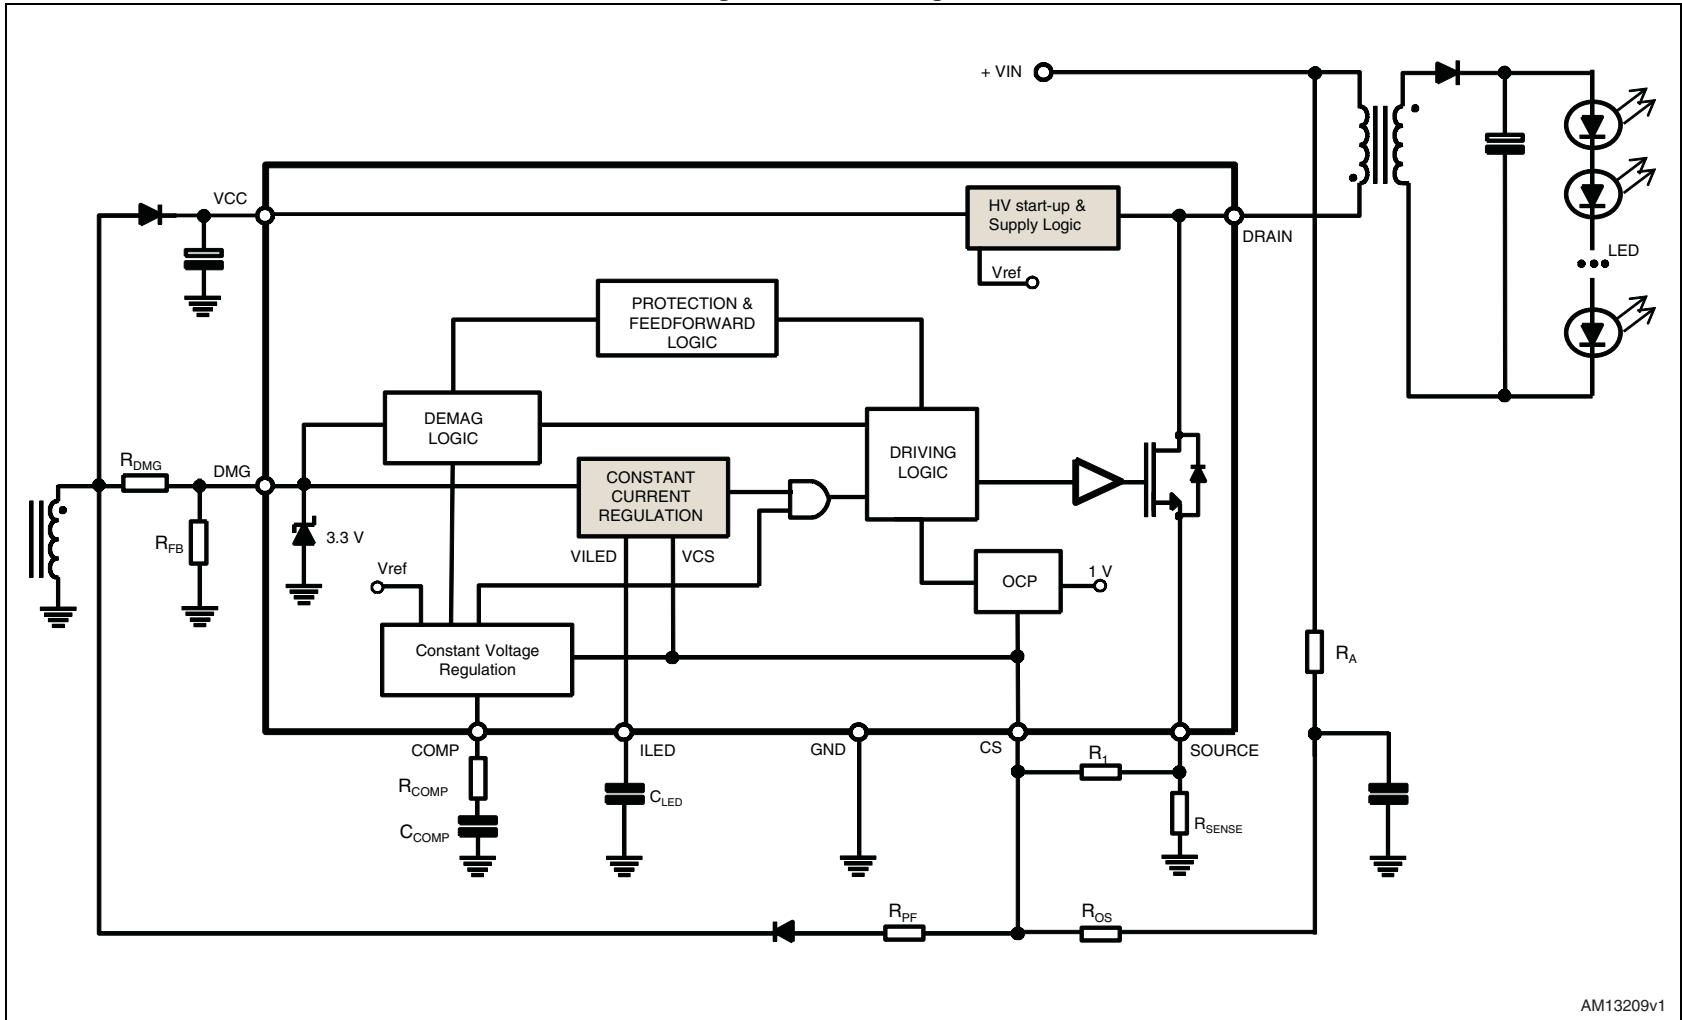 + VIN
VCC
HV start-up &
Supply Logic
DRAIN
LED
Vref
PROTECTION &
FEEDFORWARD
LOGIC
DEMAG
LOGIC
DRIVING
LOGIC
RDMG
DMG
CONSTANT
CURRENT
REGULATION
3.3 V
RFB
VILED
VCS
Vref
OCP
1 V
Constant Voltage
Regulation
RA
COMP
ILED
GND
CS
SOURCE
R1
RCOMP
CLED
CCOMP
RSENSE
RPF
ROS
AM13209v1